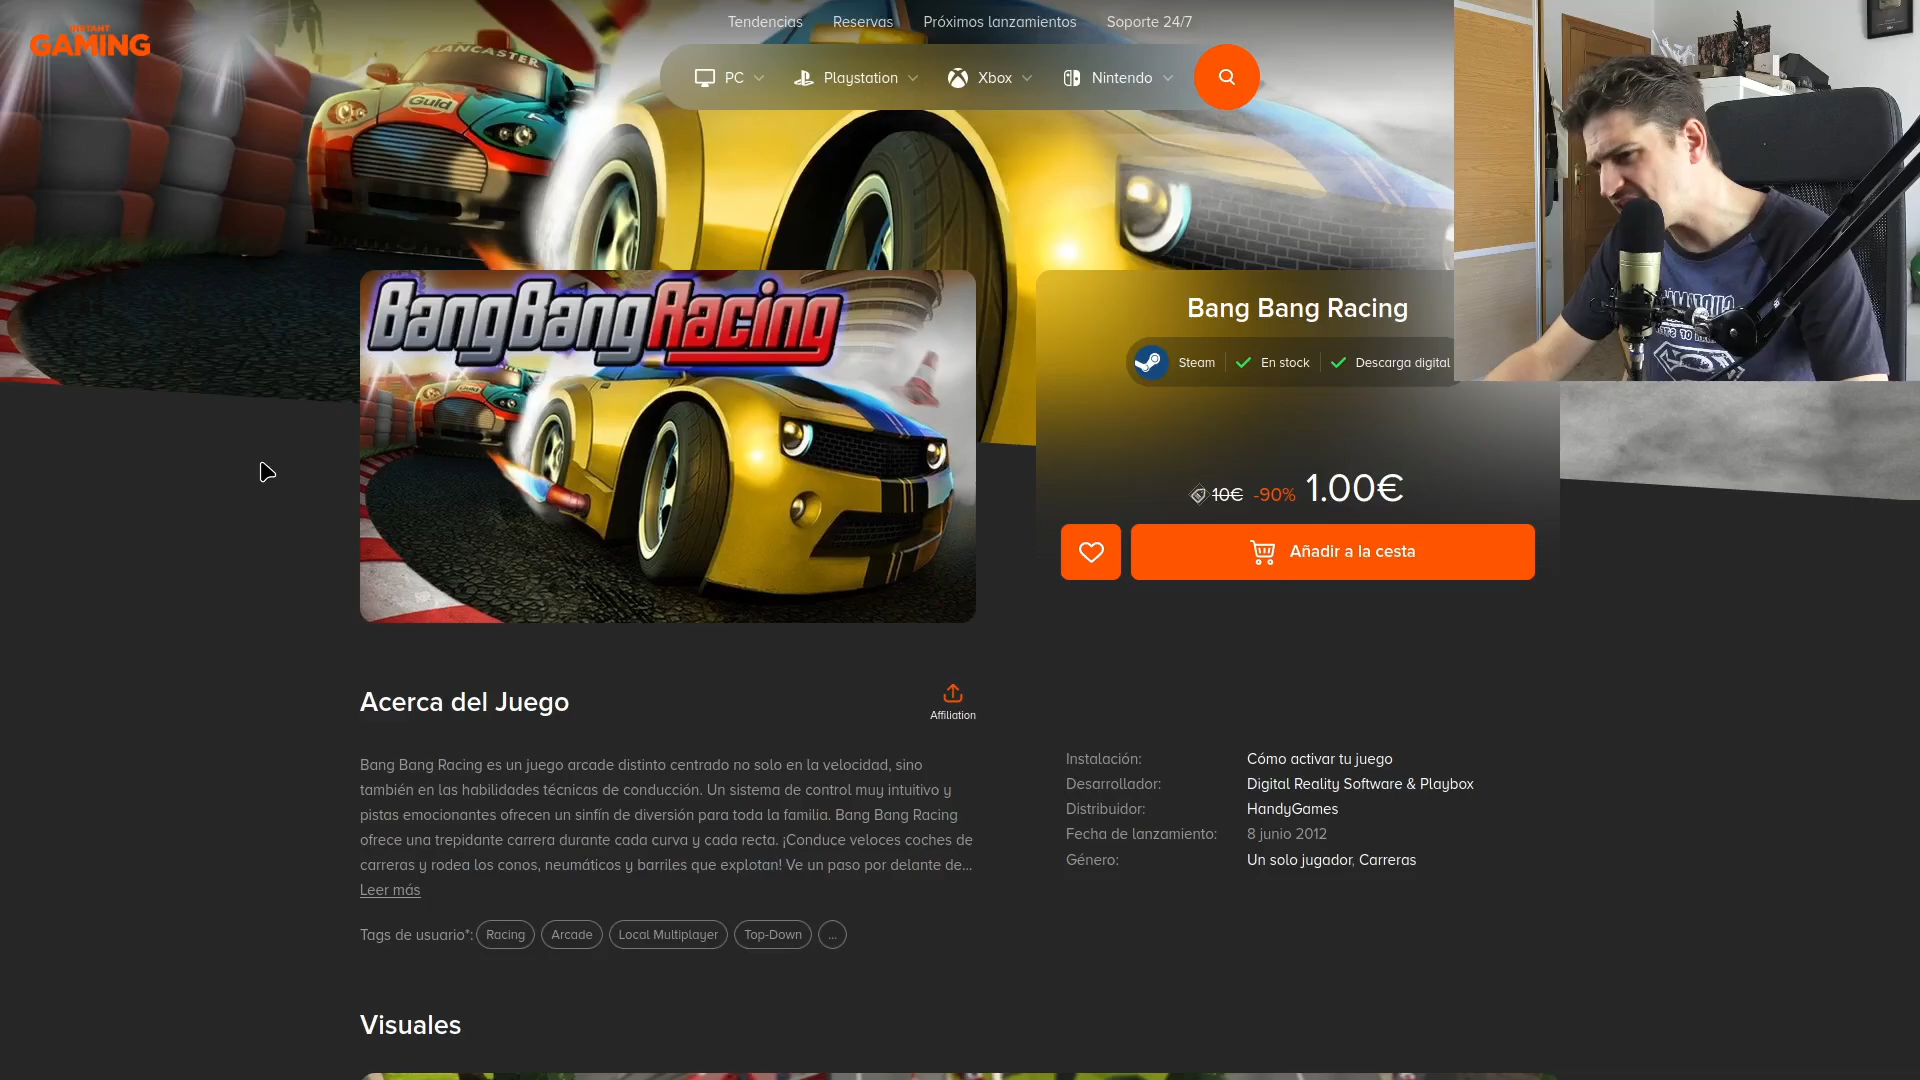 Tendencias Reservas Próximos lanzamientos Soporte 24/7
INSTANT
GAMING
PC Playstation Xbox Nintendo
LANCASTER
Guld
BangBangRacing
Bang Bang Racing
Steam En stock Descarga digital
10€ -90% 1.00€
Añadir a la cesta
Acerca del Juego
Affiliation
Bang Bang Racing es un juego arcade distinto centrado no solo en la velocidad, sino
también en las habilidades técnicas de conducción. Un sistema de control muy intuitivo y
pistas emocionantes ofrecen un sinfín de diversión para toda la familia. Bang Bang Racing
ofrece una trepidante carrera durante cada curva y cada recta. ¡Conduce veloces coches de
carreras y rodea los conos, neumáticos y barriles que explotan! Ve un paso por delante de...
Leer más
Tags de usuario*: Racing Arcade Local Multiplayer Top-Down ...
Instalación: Cómo activar tu juego
Desarrollador: Digital Reality Software & Playbox
Distribuidor: HandyGames
Fecha de lanzamiento: 8 junio 2012
Género: Un solo jugador, Carreras
Visuales